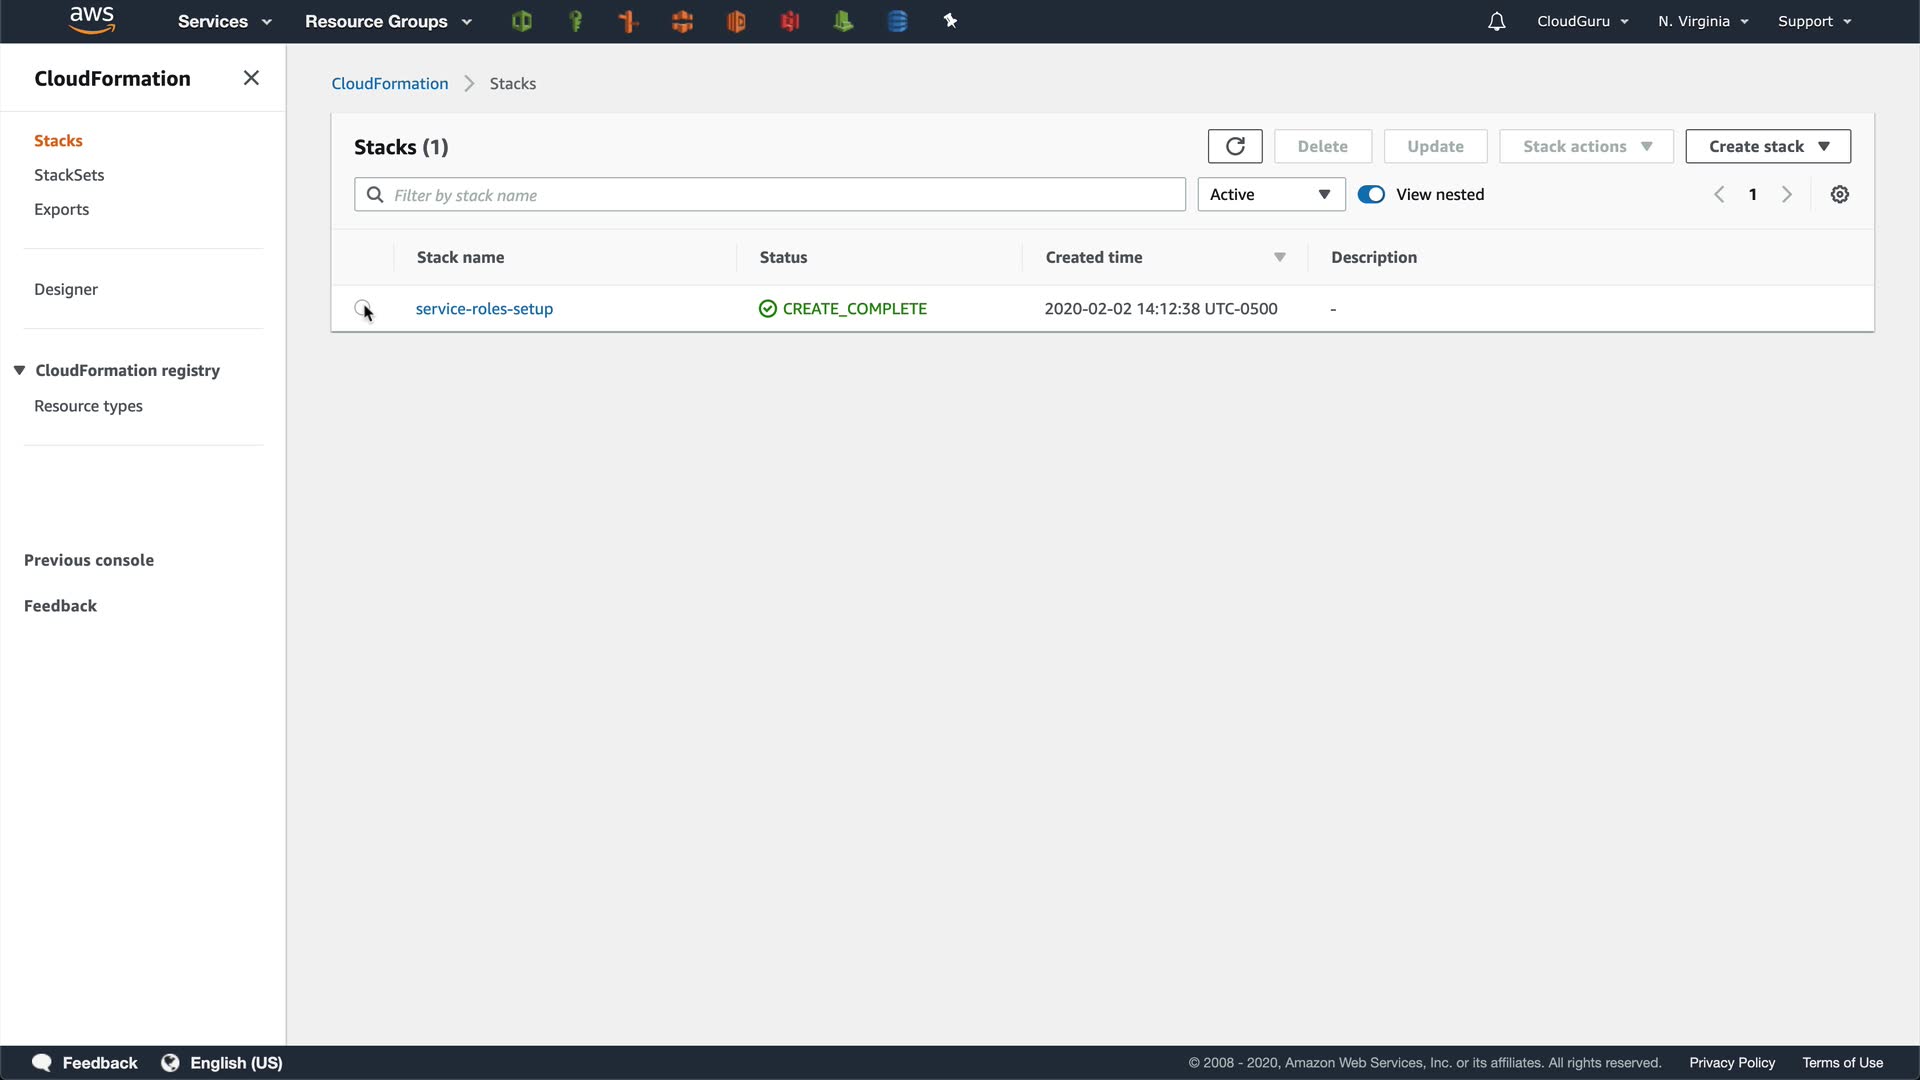 aws Services Resource Groups CloudGuru N. Virginia Support
CloudFormation
Stacks
StackSets
Exports
Designer
CloudFormation registry
Resource types
Previous console
Feedback
CloudFormation Stacks
Stacks (1) Delete Update Stack actions Create stack
Filter by stack name Active View nested 1
Stack name Status Created time Description
service-roles-setup CREATE_COMPLETE 2020-02-02 14:12:38 UTC-0500 -
Feedback English (US) © 2008 - 2020, Amazon Web Services, Inc. or its affiliates. All rights reserved. Privacy Policy Terms of Use